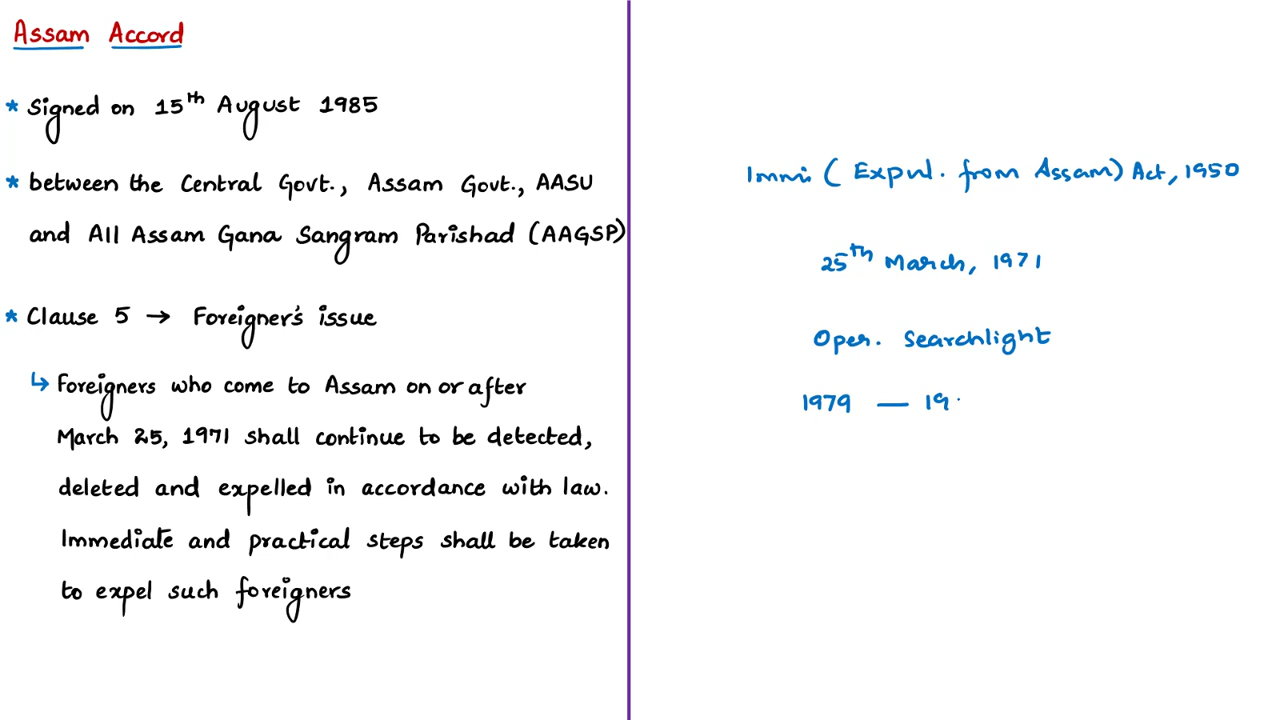 Assam Accord
* Signed on 15th August 1985
* between the Central Govt., Assam Govt., AASU
and All Assam Gana Sangram Parishad (AAGSP)
* Clause 5 → Foreigner's issue
↳ Foreigners who come to Assam on or after
March 25, 1971 shall continue to be detected,
deleted and expelled in accordance with law.
Immediate and practical steps shall be taken
to expel such foreigners
Immi. (Expul. from Assam) Act, 1950
25th March, 1971
Oper. Searchlight
1979 — 19